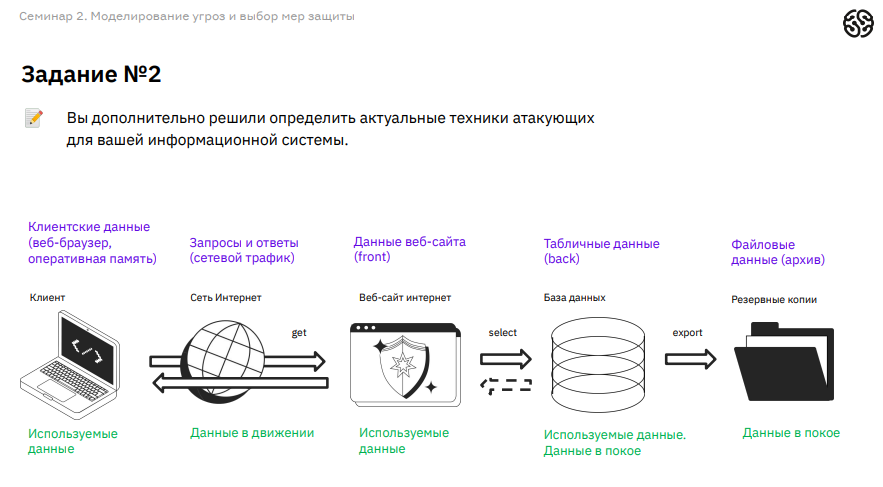 Семинар 2. Моделирование угроз и выбор мер защиты
Задание №2
Вы дополнительно решили определить актуальные техники атакующих
для вашей информационной системы.
Клиентские данные
(веб-браузер,
оперативная память)
Запросы и ответы
(сетевой трафик)
Данные веб-сайта
(front)
Табличные данные
(back)
Файловые
данные (архив)
Клиент
Сеть Интернет
Веб-сайт интернет
База данных
Резервные копии
get
select
export
</>
Используемые
данные
Данные в движении
Используемые
данные
Используемые данные.
Данные в покое
Данные в покое